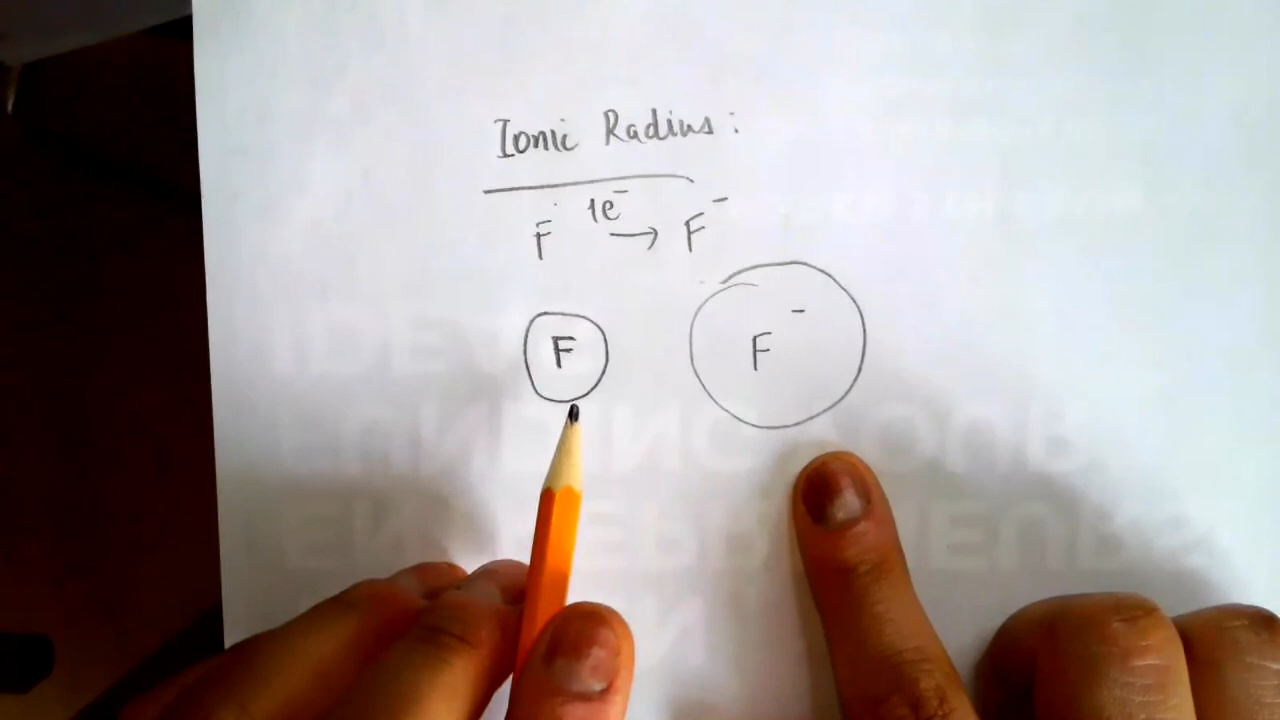 Ionic Radius:
F 1e⁻ → F⁻
F F⁻